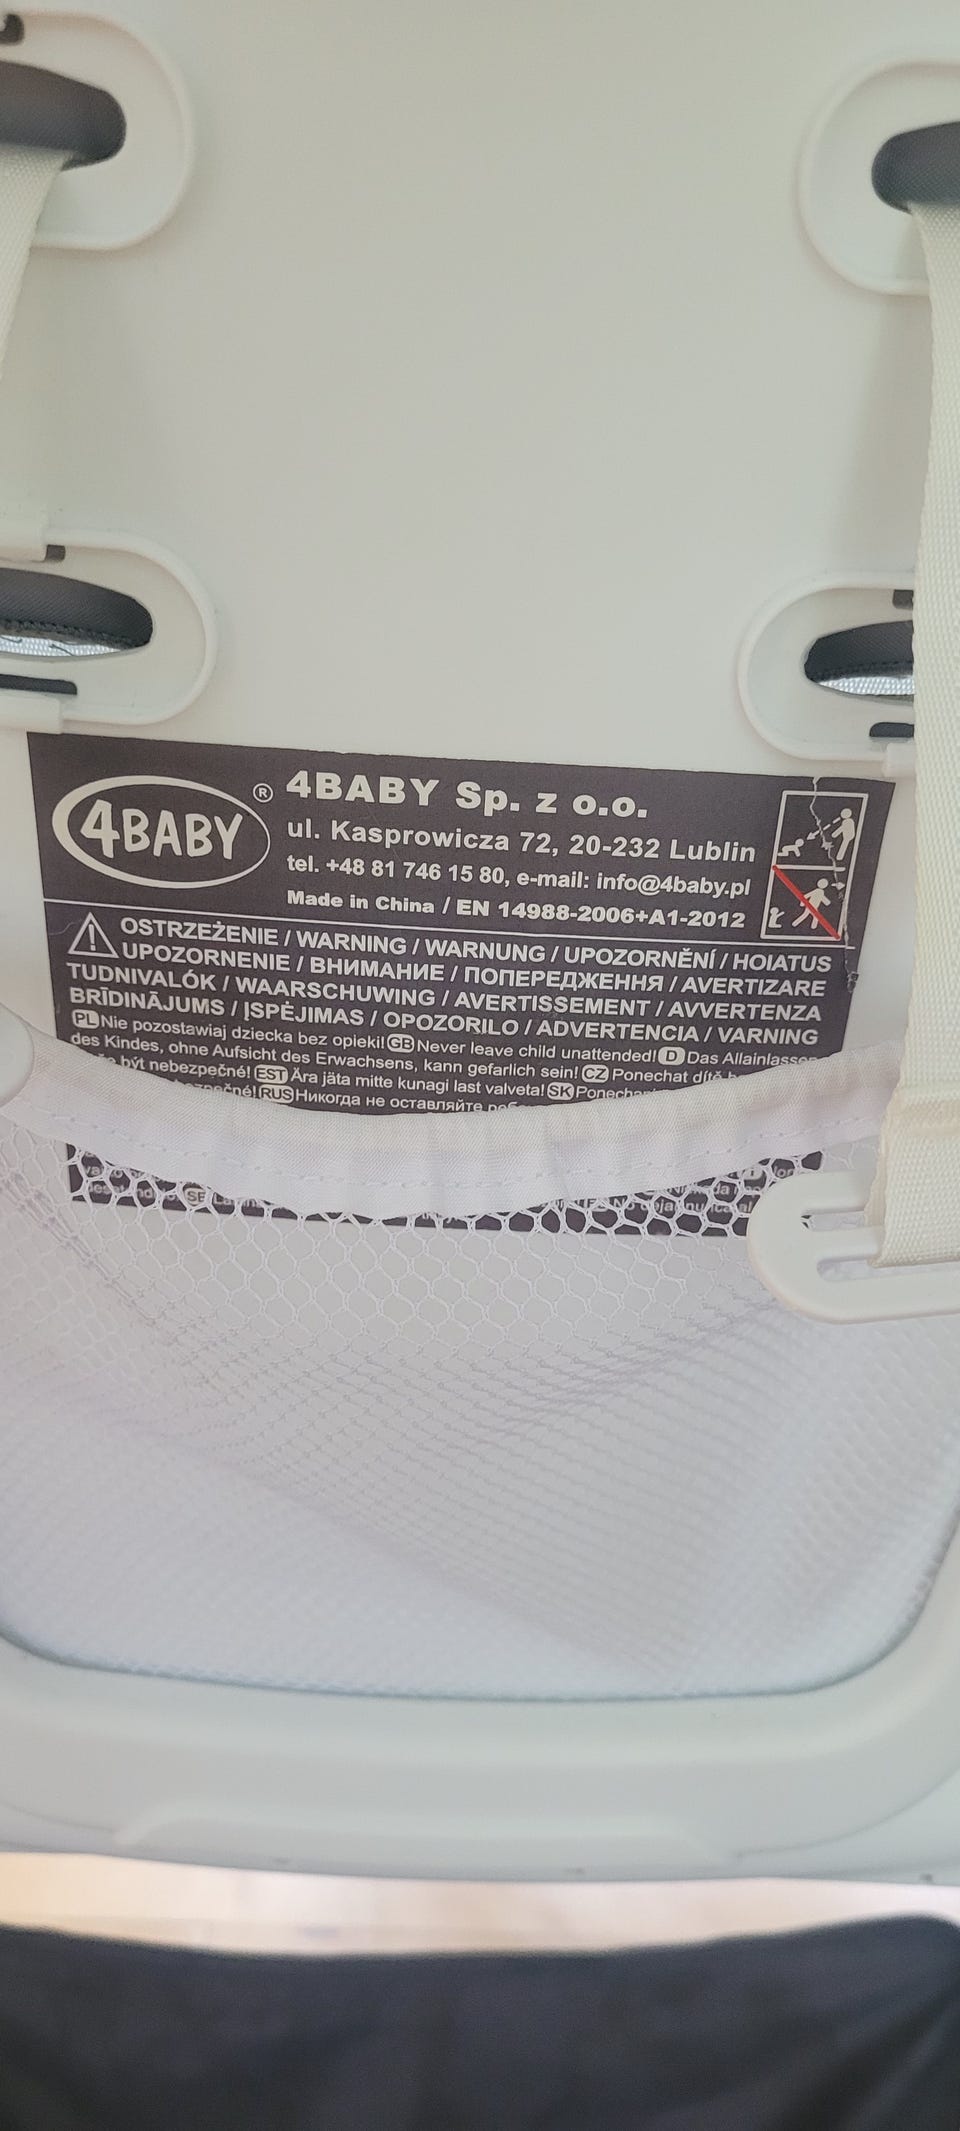 4BABY ®
4BABY Sp. z o.o.
ul. Kasprowicza 72, 20-232 Lublin
tel. +48 81 746 15 80, e-mail: info@4baby.pl
Made in China / EN 14988-2006+A1-2012
OSTRZEŻENIE / WARNING / WARNUNG / UPOZORNĚNÍ / HOIATUS
UPOZORNENIE / ВНИМАНИЕ / ПОПЕРЕДЖЕННЯ / AVERTIZARE
TUDNIVALÓK / WAARSCHUWING / AVERTISSEMENT / AVVERTENZA
BRĪDINĀJUMS / ĮSPĖJIMAS / OPOZORILO / ADVERTENCIA / VARNING
PL Nie pozostawiaj dziecka bez opieki! GB Never leave child unattended! D Das Allainlassen
des Kindes, ohne Aufsicht des Erwachsens, kann gefarlich sein! CZ Ponechat dítě
být nebezpečné! EST Ära jäta mitte kunagi last valveta! SK Ponechať
RUS Никогда не оставляйте
SE